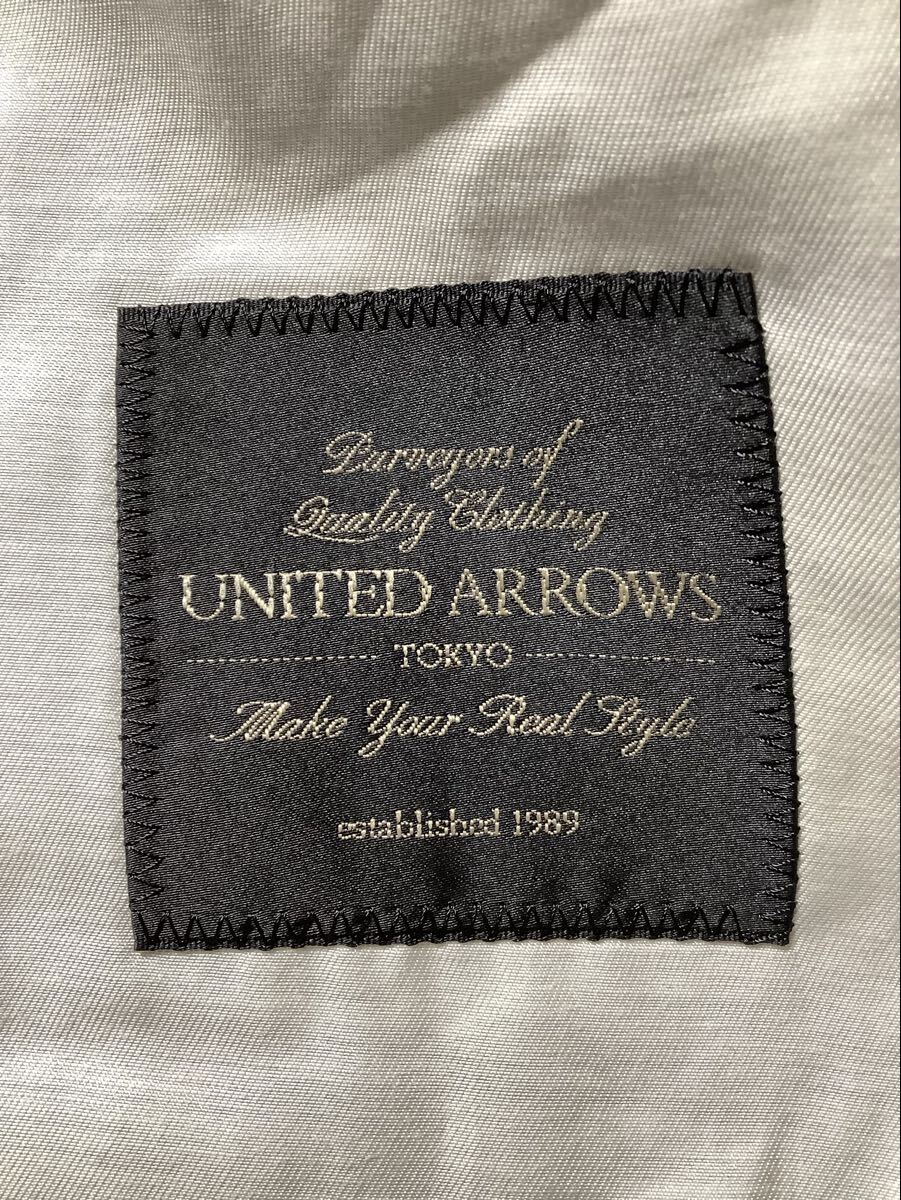 Purveyors of
Quality Clothing
UNITED ARROWS
TOKYO
Make Your Real Style
established 1989